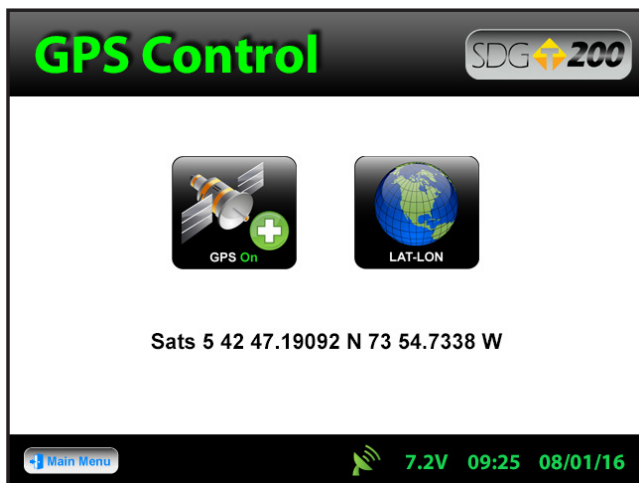 GPS Control
SDG 200
GPS On
LAT-LON
Sats 5 42 47.19092 N 73 54.7338 W
Main Menu
7.2V 09:25 08/01/16